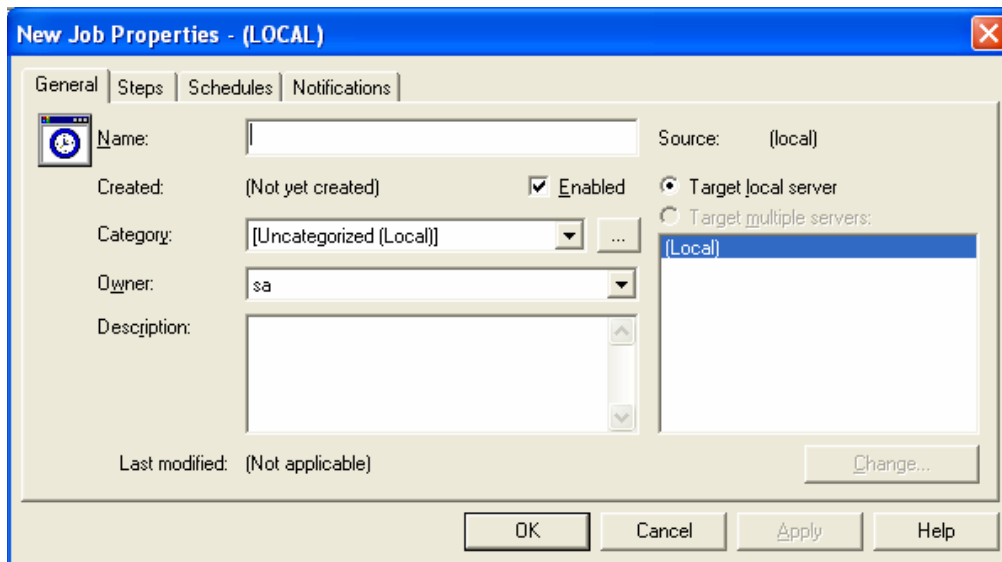 New Job Properties - (LOCAL)
General Steps Schedules Notifications
Name: Source: (local)
Created: (Not yet created) Enabled Target local server
Target multiple servers:
Category: [Uncategorized (Local)] ... (Local)
Owner: sa
Description:
Last modified: (Not applicable) Change...
OK Cancel Apply Help